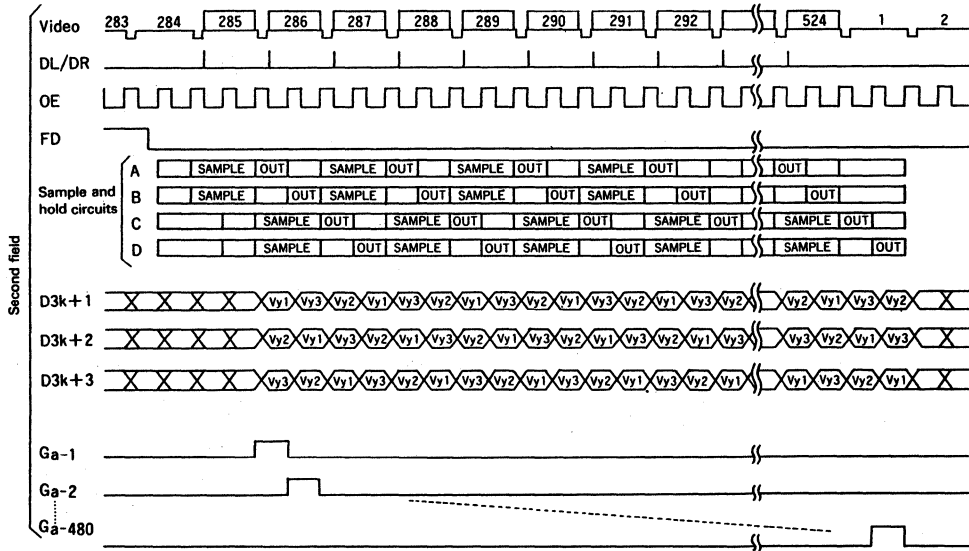 Second field
Video 283 284 285 286 287 288 289 290 291 292 524 1 2
DL/DR
OE
FD
Sample and hold circuits
A SAMPLE OUT SAMPLE OUT SAMPLE OUT SAMPLE OUT OUT
B SAMPLE OUT SAMPLE OUT SAMPLE OUT SAMPLE OUT OUT
C SAMPLE OUT SAMPLE OUT SAMPLE OUT SAMPLE OUT SAMPLE OUT
D SAMPLE OUT SAMPLE OUT SAMPLE OUT SAMPLE SAMPLE OUT
D3k+1 Vy1 Vy3 Vy2 Vy1 Vy3 Vy2 Vy1 Vy3 Vy2 Vy1 Vy3 Vy2 Vy1 Vy3 Vy2 Vy2 Vy1 Vy3 Vy2
D3k+2 Vy2 Vy1 Vy3 Vy2 Vy1 Vy3 Vy2 Vy1 Vy3 Vy2 Vy1 Vy3 Vy2 Vy1 Vy3 Vy3 Vy2 Vy1 Vy3
D3k+3 Vy3 Vy2 Vy1 Vy3 Vy2 Vy1 Vy3 Vy2 Vy1 Vy3 Vy2 Vy1 Vy3 Vy2 Vy1 Vy1 Vy3 Vy2 Vy1
Ga-1
Ga-2
Ga-480